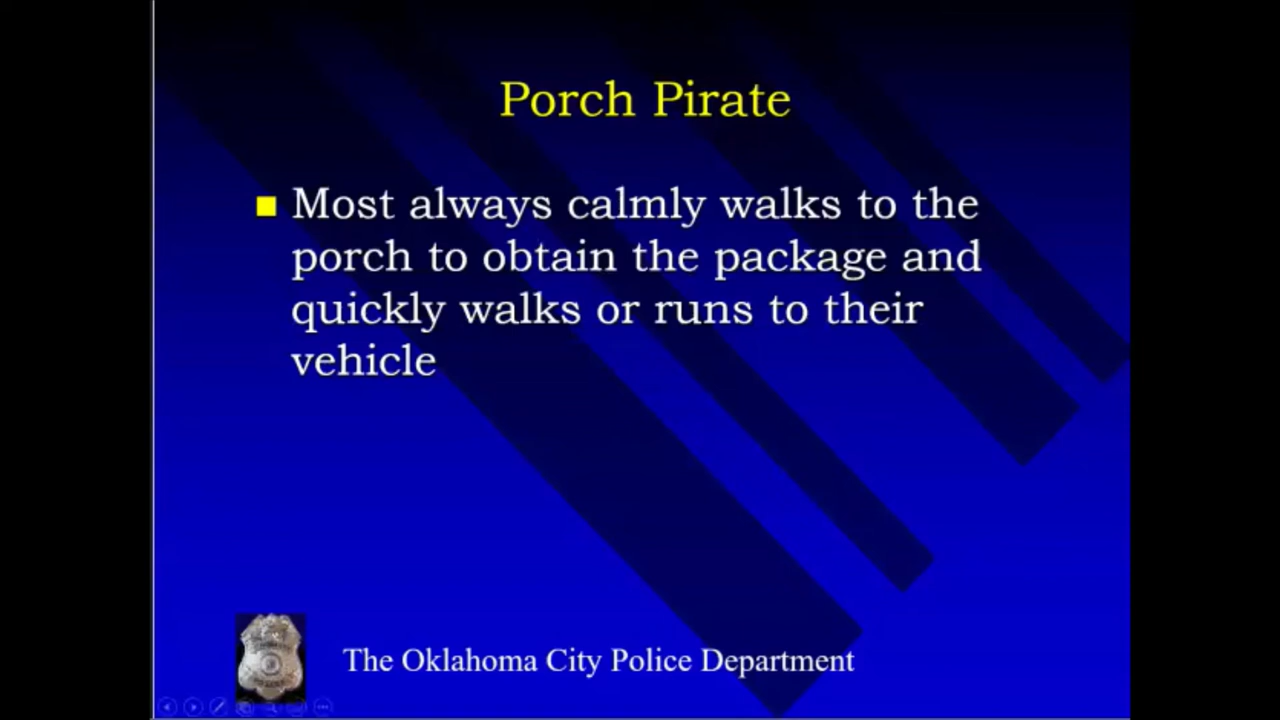 Porch Pirate
Most always calmly walks to the
porch to obtain the package and
quickly walks or runs to their
vehicle
The Oklahoma City Police Department